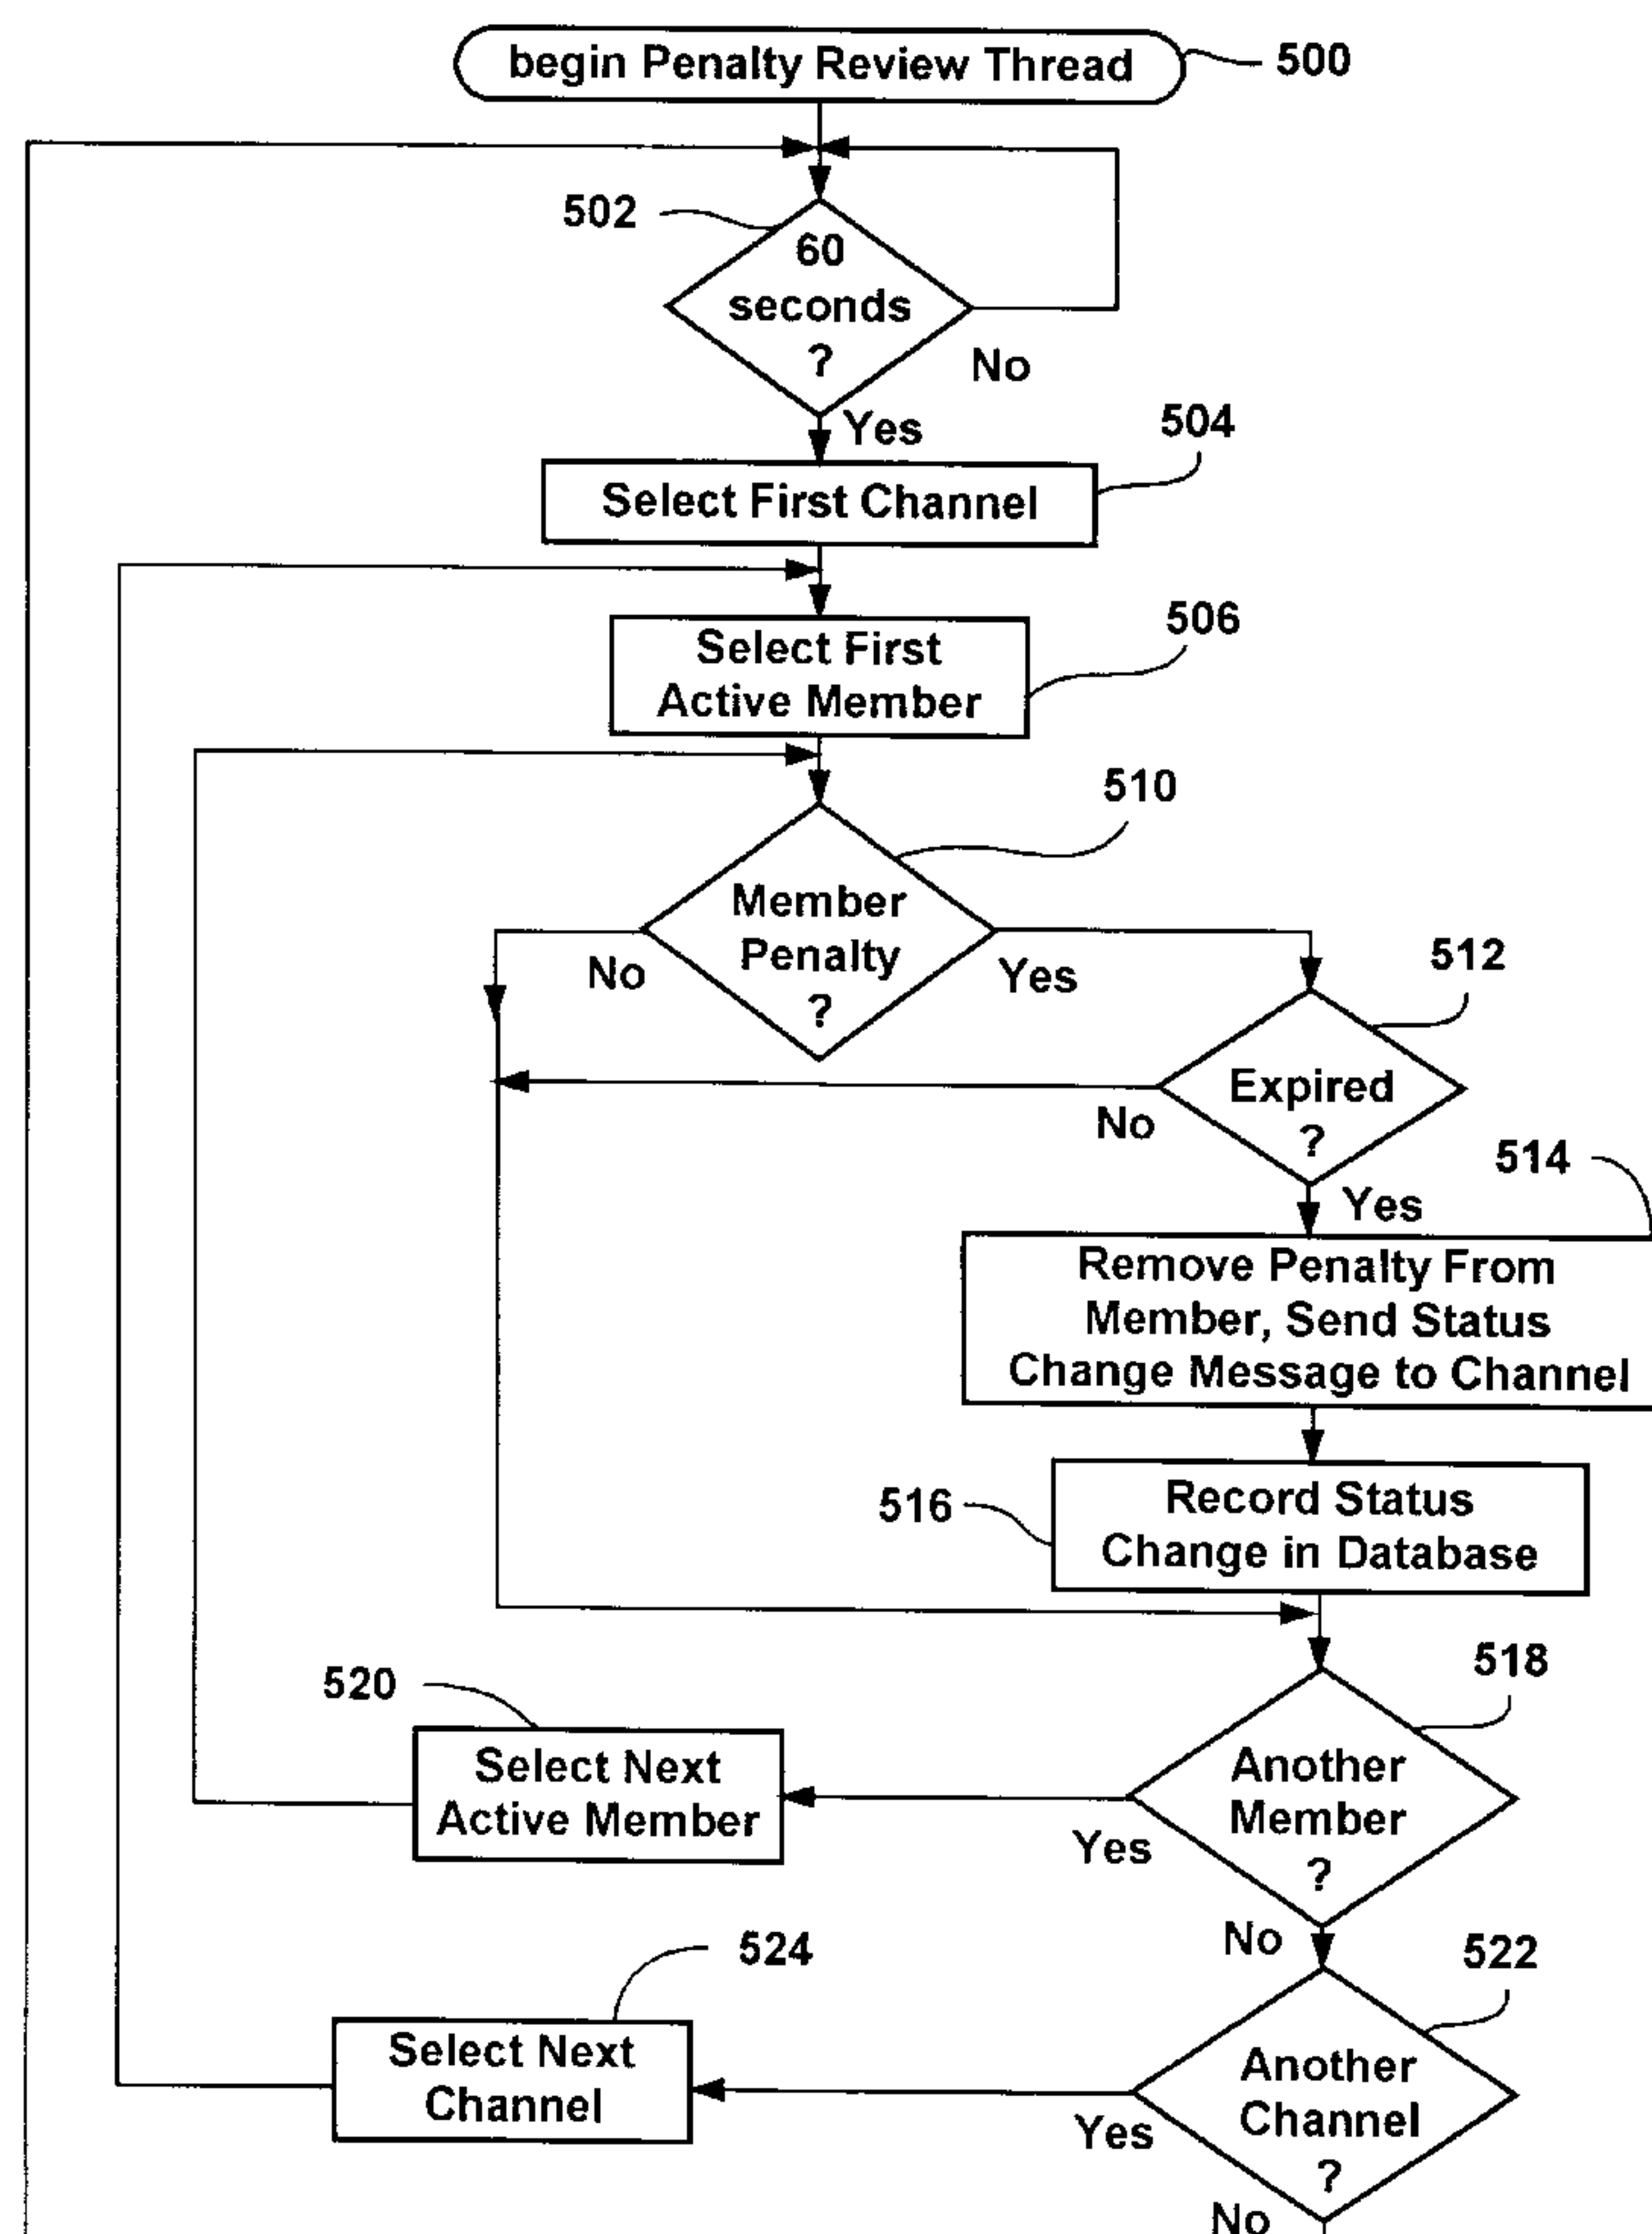 begin Penalty Review Thread
500
502
60
seconds
?
No
Yes
504
Select First Channel
506
Select First
Active Member
510
Member
Penalty
?
No
Yes
512
Expired
?
No
Yes
514
Remove Penalty From
Member, Send Status
Change Message to Channel
516
Record Status
Change in Database
518
520
Select Next
Active Member
Another
Member
?
Yes
No
522
524
Select Next
Channel
Another
Channel
?
Yes
No